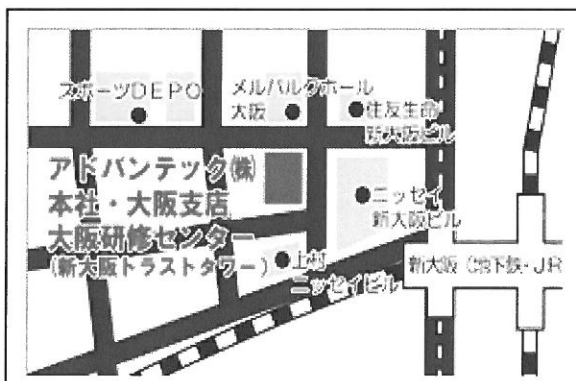 スポーツDEPO
メルパルクホール
大阪
住友生命
新大阪ビル
アドバンテック㈱
本社・大阪支店
大阪研修センター
(新大阪トラストタワー)
ニッセイ
新大阪ビル
上村
ニッセイビル
新大阪(地下鉄・JR